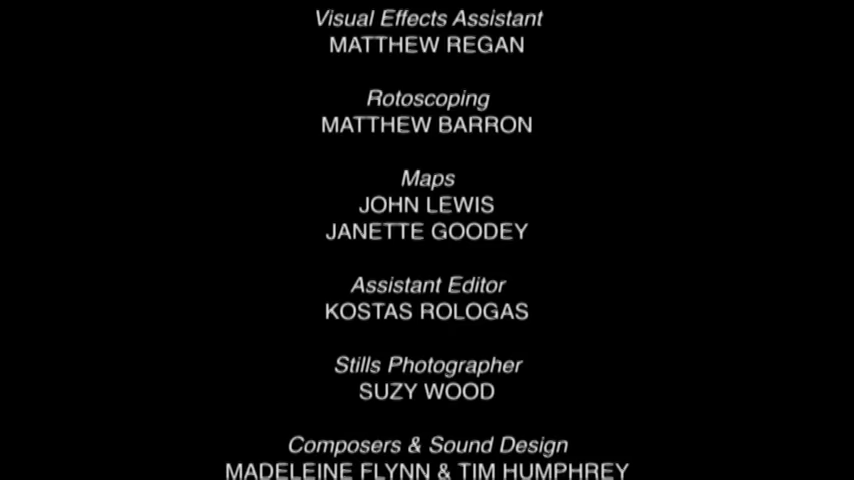 Visual Effects Assistant
MATTHEW REGAN
Rotoscoping
MATTHEW BARRON
Maps
JOHN LEWIS
JANETTE GOODEY
Assistant Editor
KOSTAS ROLOGAS
Stills Photographer
SUZY WOOD
Composers & Sound Design
MADELEINE FLYNN & TIM HUMPHREY